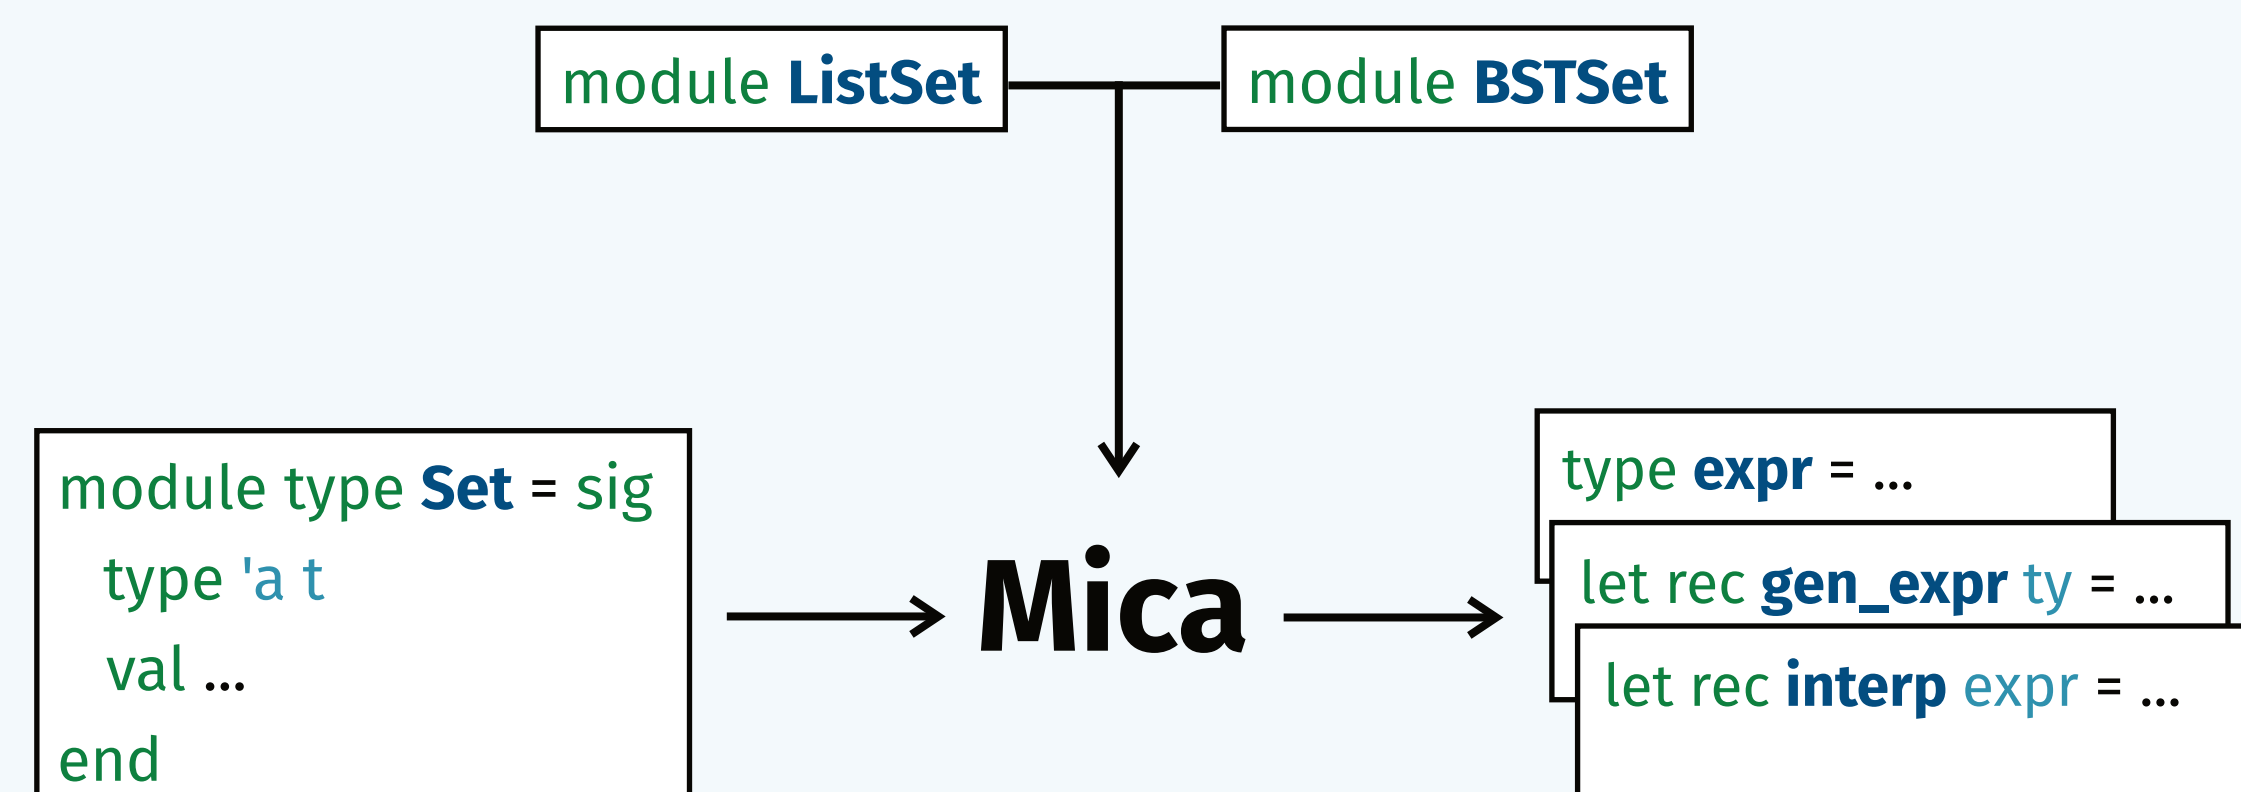 module ListSet
module BSTSet
module type Set = sig
type 'a t
val ...
end
Mica
type expr = ...
let rec gen_expr ty = ...
let rec interp expr = ...